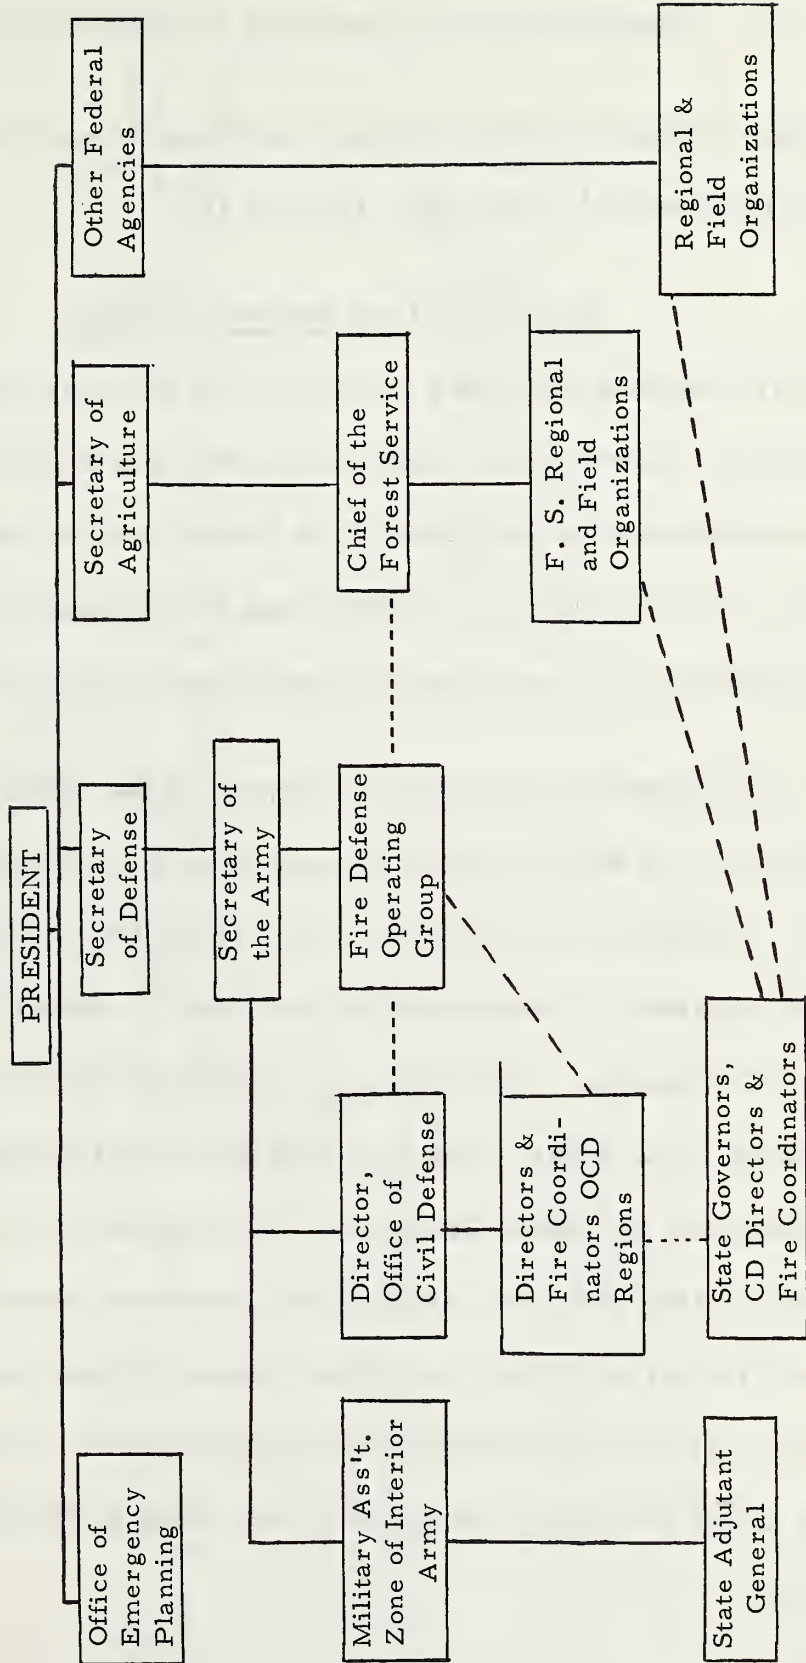 PRESIDENT
Office of
Emergency
Planning
Secretary
of Defense
Secretary of
Agriculture
Other Federal
Agencies
Secretary of
the Army
Military Ass't.
Zone of Interior
Army
Director,
Office of
Civil Defense
Fire Defense
Operating
Group
Chief of the
Forest Service
Directors &
Fire Coordi-
nators OCD
Regions
F. S. Regional
and Field
Organizations
State Adjutant
General
State Governors,
CD Directors &
Fire Coordinators
Regional &
Field
Organizations